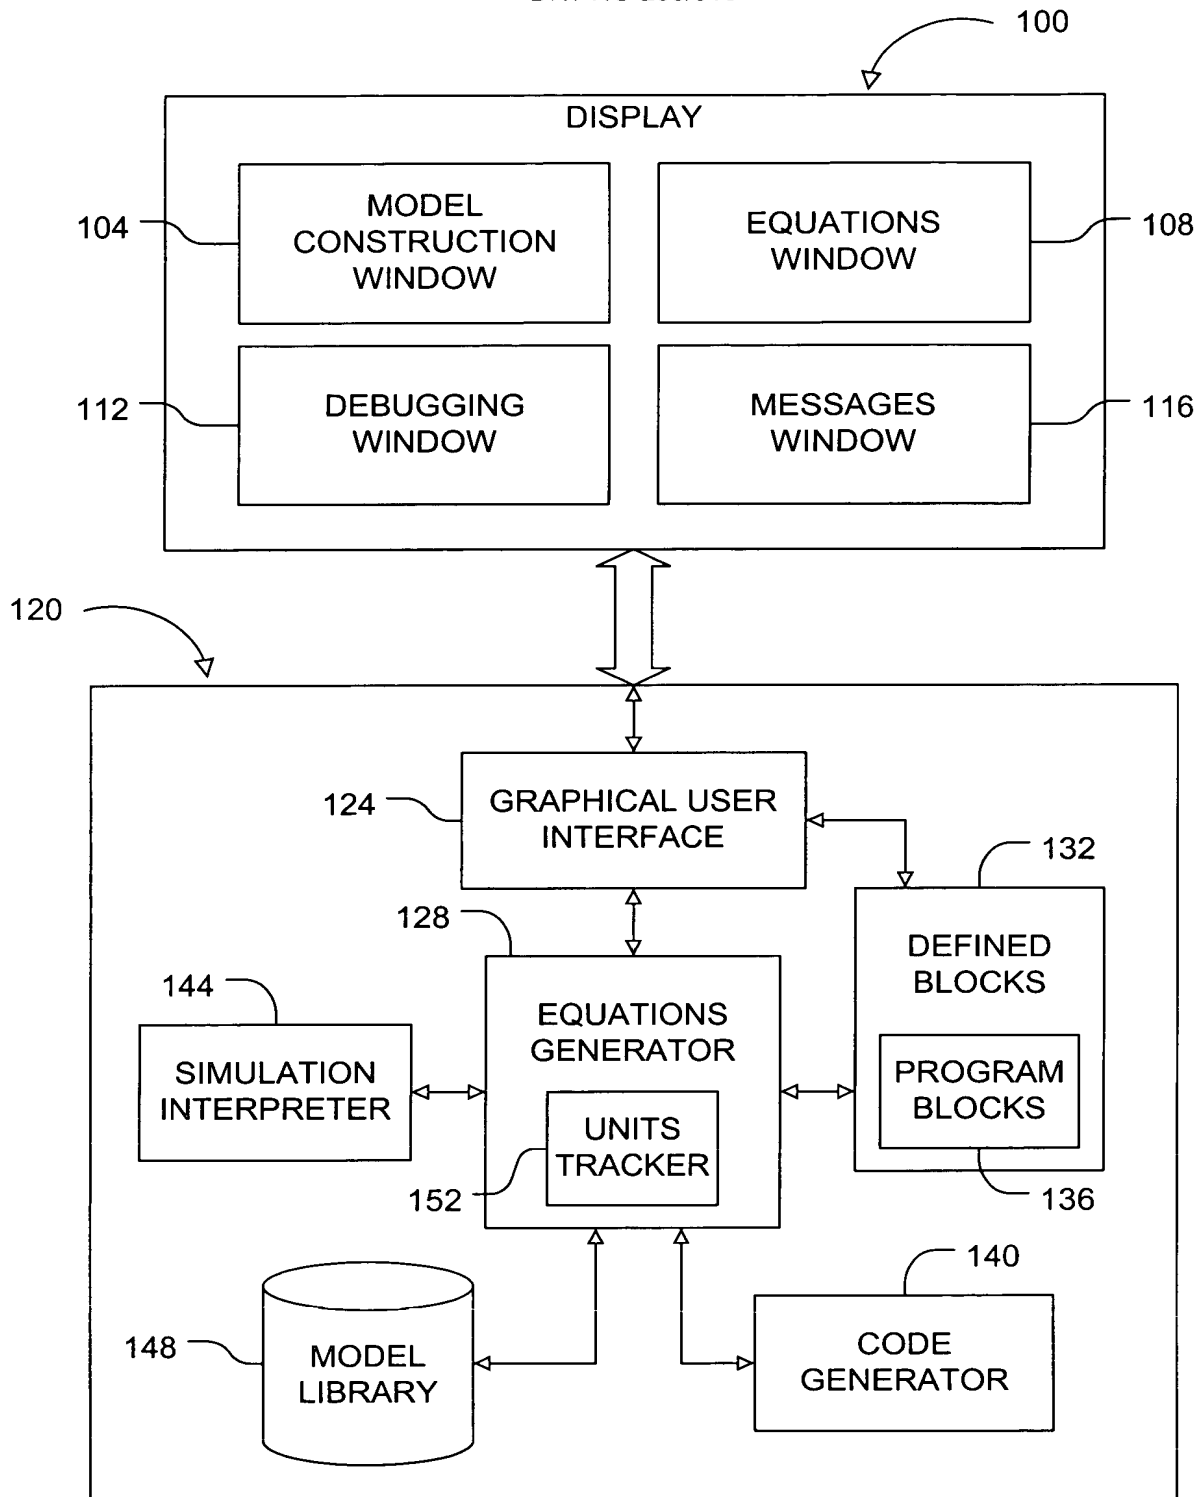 100
DISPLAY
MODEL
CONSTRUCTION
WINDOW
104
EQUATIONS
WINDOW
108
DEBUGGING
WINDOW
112
MESSAGES
WINDOW
116
120
GRAPHICAL USER
INTERFACE
124
132
128
DEFINED
BLOCKS
144
EQUATIONS
GENERATOR
SIMULATION
INTERPRETER
PROGRAM
BLOCKS
UNITS
TRACKER
152
136
140
148
MODEL
LIBRARY
CODE
GENERATOR